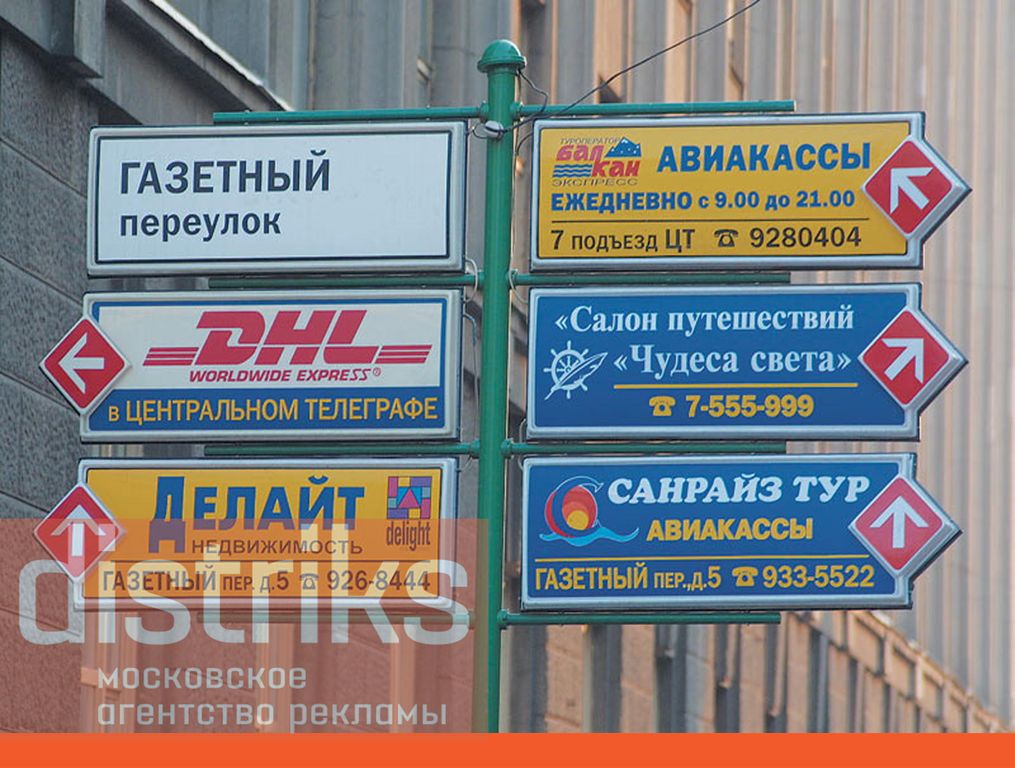 ГАЗЕТНЫЙ
переулок
DHL
WORLDWIDE EXPRESS®
в ЦЕНТРАЛЬНОМ ТЕЛЕГРАФЕ
ДЕЛАЙТ
delight
НЕДВИЖИМОСТЬ
ГАЗЕТНЫЙ ПЕР. Д.5 ☎ 926-8444
ТУРОПЕРАТОР
БАЛКАН
ЭКСПРЕСС
АВИАКАССЫ
ЕЖЕДНЕВНО с 9.00 до 21.00
7 ПОДЪЕЗД ЦТ ☎ 9280404
«Салон путешествий
«Чудеса света»
☎ 7-555-999
САНРАЙЗ ТУР
АВИАКАССЫ
ГАЗЕТНЫЙ ПЕР.,Д.5 ☎ 933-5522
distriks
московское
агентство рекламы